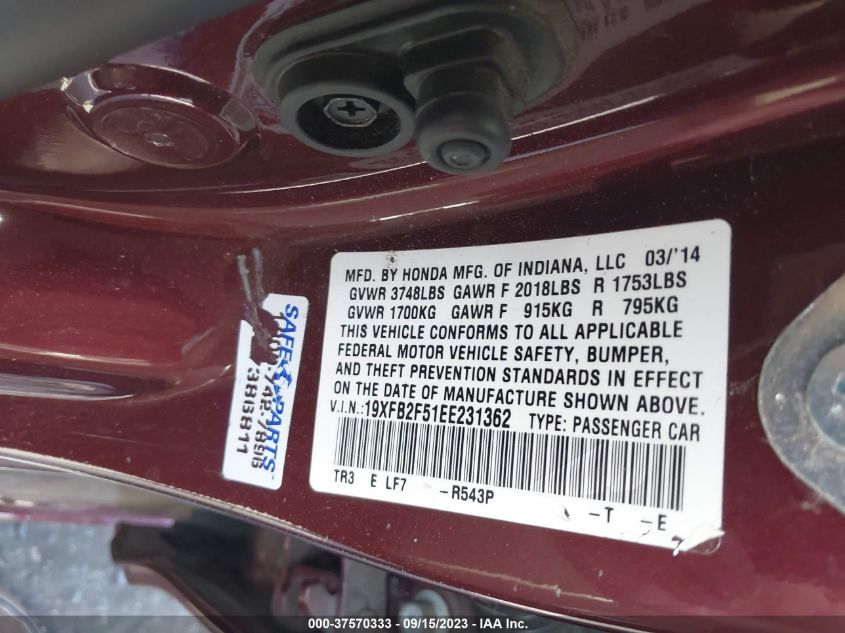 MFD. BY HONDA MFG. OF INDIANA, LLC 03/'14
GVWR 3748LBS GAWR F 2018LBS R 1753LBS
GVWR 1700KG GAWR F 915KG R 795KG
THIS VEHICLE CONFORMS TO ALL APPLICABLE
FEDERAL MOTOR VEHICLE SAFETY, BUMPER,
AND THEFT PREVENTION STANDARDS IN EFFECT
ON THE DATE OF MANUFACTURE SHOWN ABOVE.
V.I.N.:19XFB2F51EE231362 TYPE: PASSENGER CAR
TR3 E LF7 -R543P
-T -E
PARTS
386811
000-37570333 - 09/15/2023 - IAA Inc.